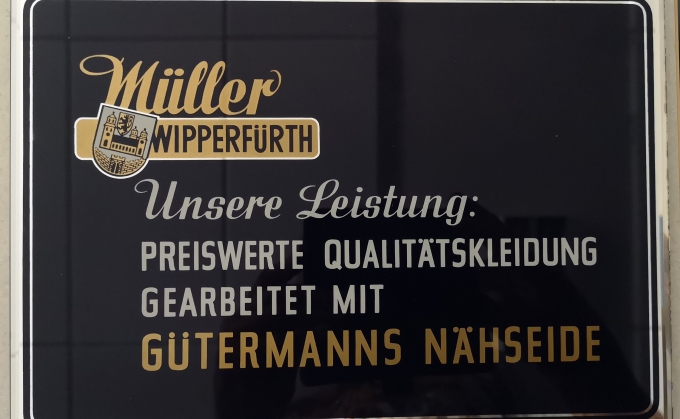 Müller
WIPPERFÜRTH
Unsere Leistung:
PREISWERTE QUALITÄTSKLEIDUNG
GEARBEITET MIT
GÜTERMANNS NÄHSEIDE